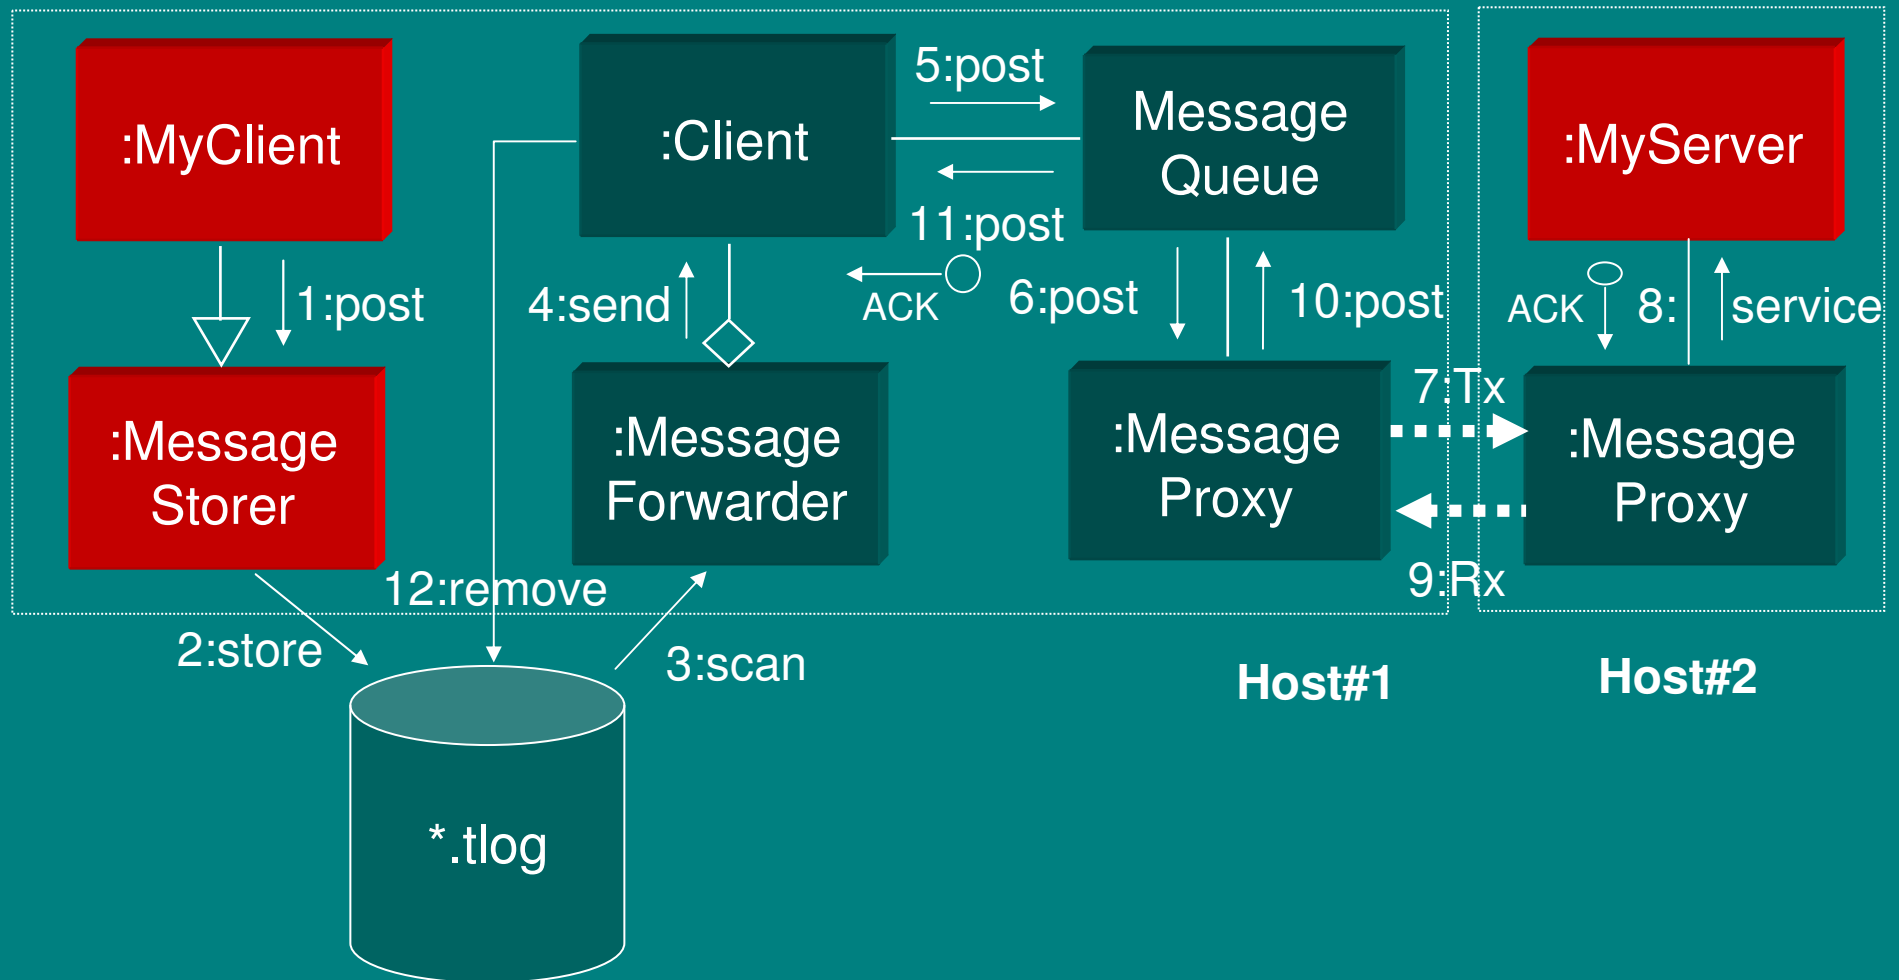 :MyClient
:Client
5:post
Message
Queue
:MyServer
11:post
1:post
4:send
ACK
6:post
10:post
ACK
8:
service
7:Tx
:Message
Storer
:Message
Forwarder
:Message
Proxy
:Message
Proxy
9:Rx
12:remove
2:store
3:scan
Host#1
Host#2
*.tlog